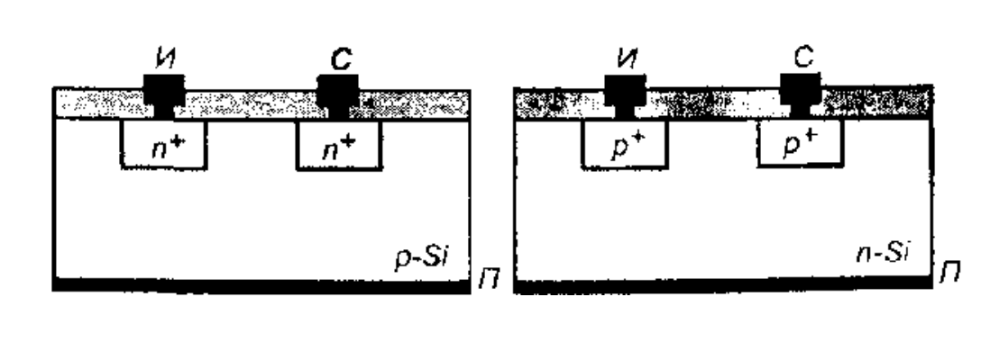 И С И С
n+ n+ p+ p+
p-Si n-Si
П П